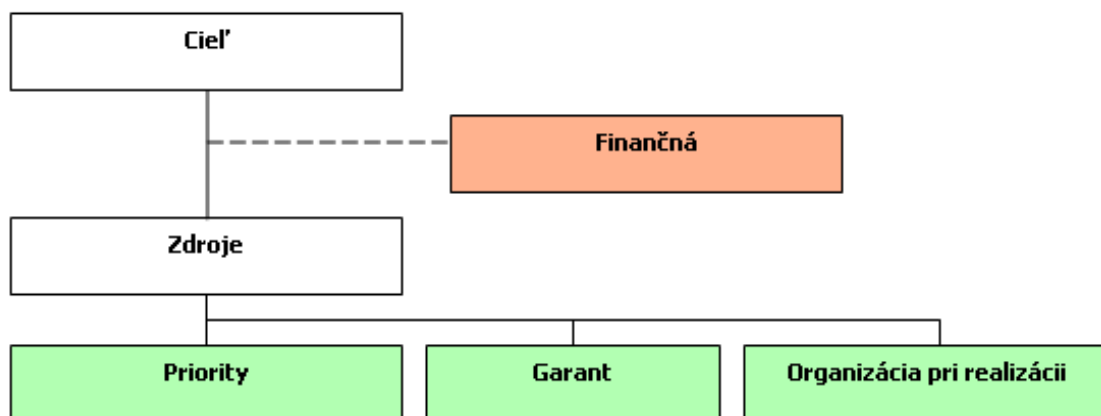 Cieľ
Finančná
Zdroje
Priority
Garant
Organizácia pri realizácii